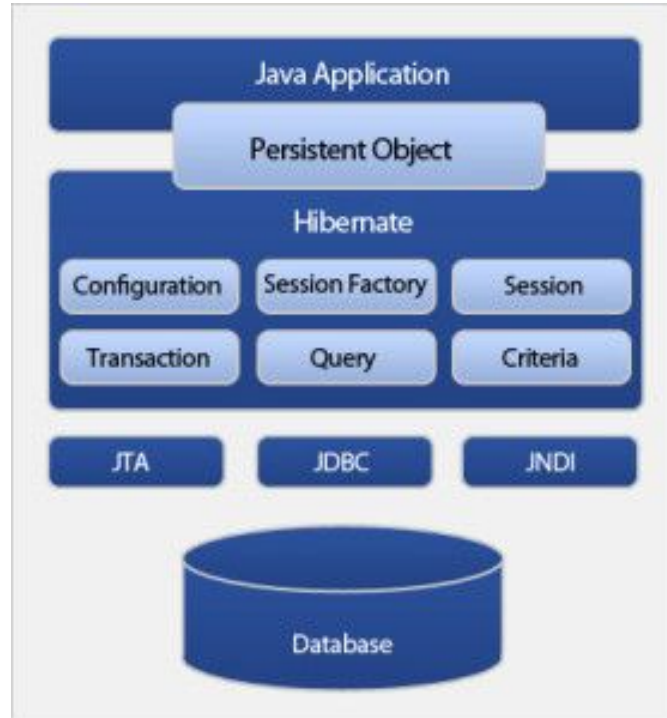 Java Application
Persistent Object
Hibernate
Configuration
Session Factory
Session
Transaction
Query
Criteria
JTA
JDBC
JNDI
Database